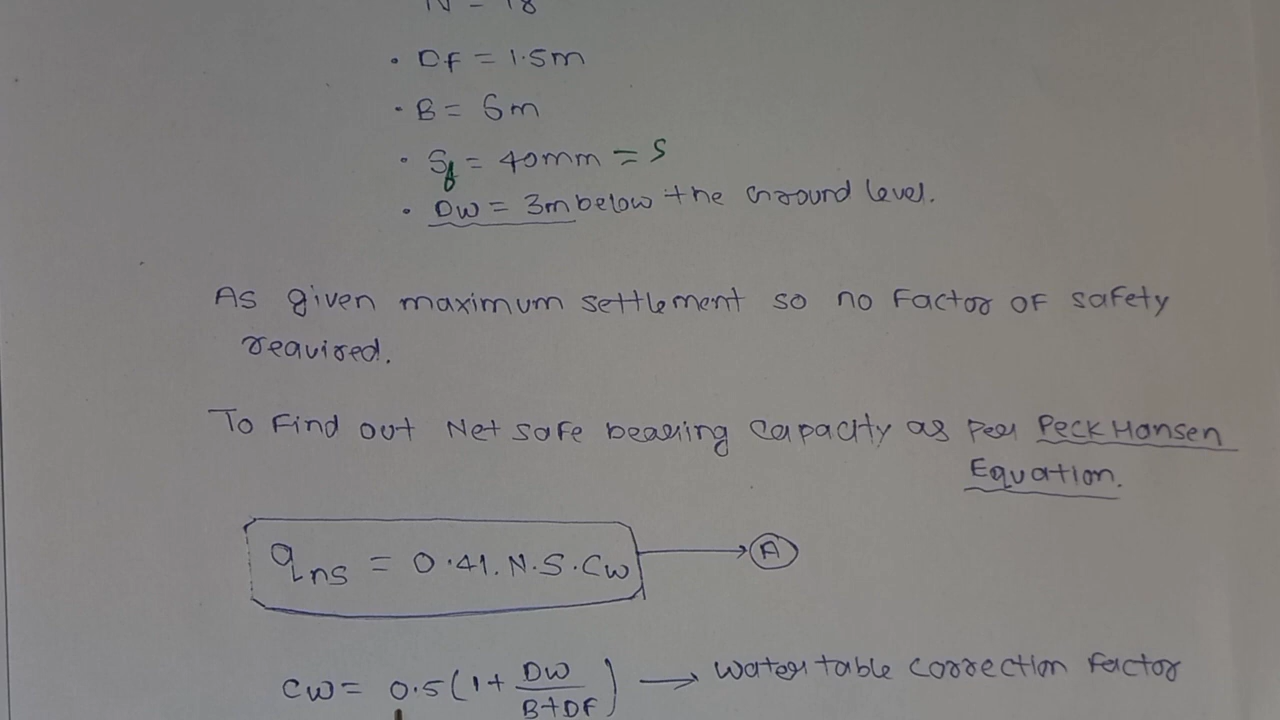 N = 18
• Df = 1.5m
• B = 6m
• Sf = 40mm = S
• Dw = 3m below the Ground level.
As given maximum settlement so no Factor of safety
required.
To Find out Net safe bearing capacity as per Peck Hansen
Equation.
qns = 0.41.N.S.Cw → A
Cw = 0.5(1+ Dw/(B+Df)) → Water table correction factor